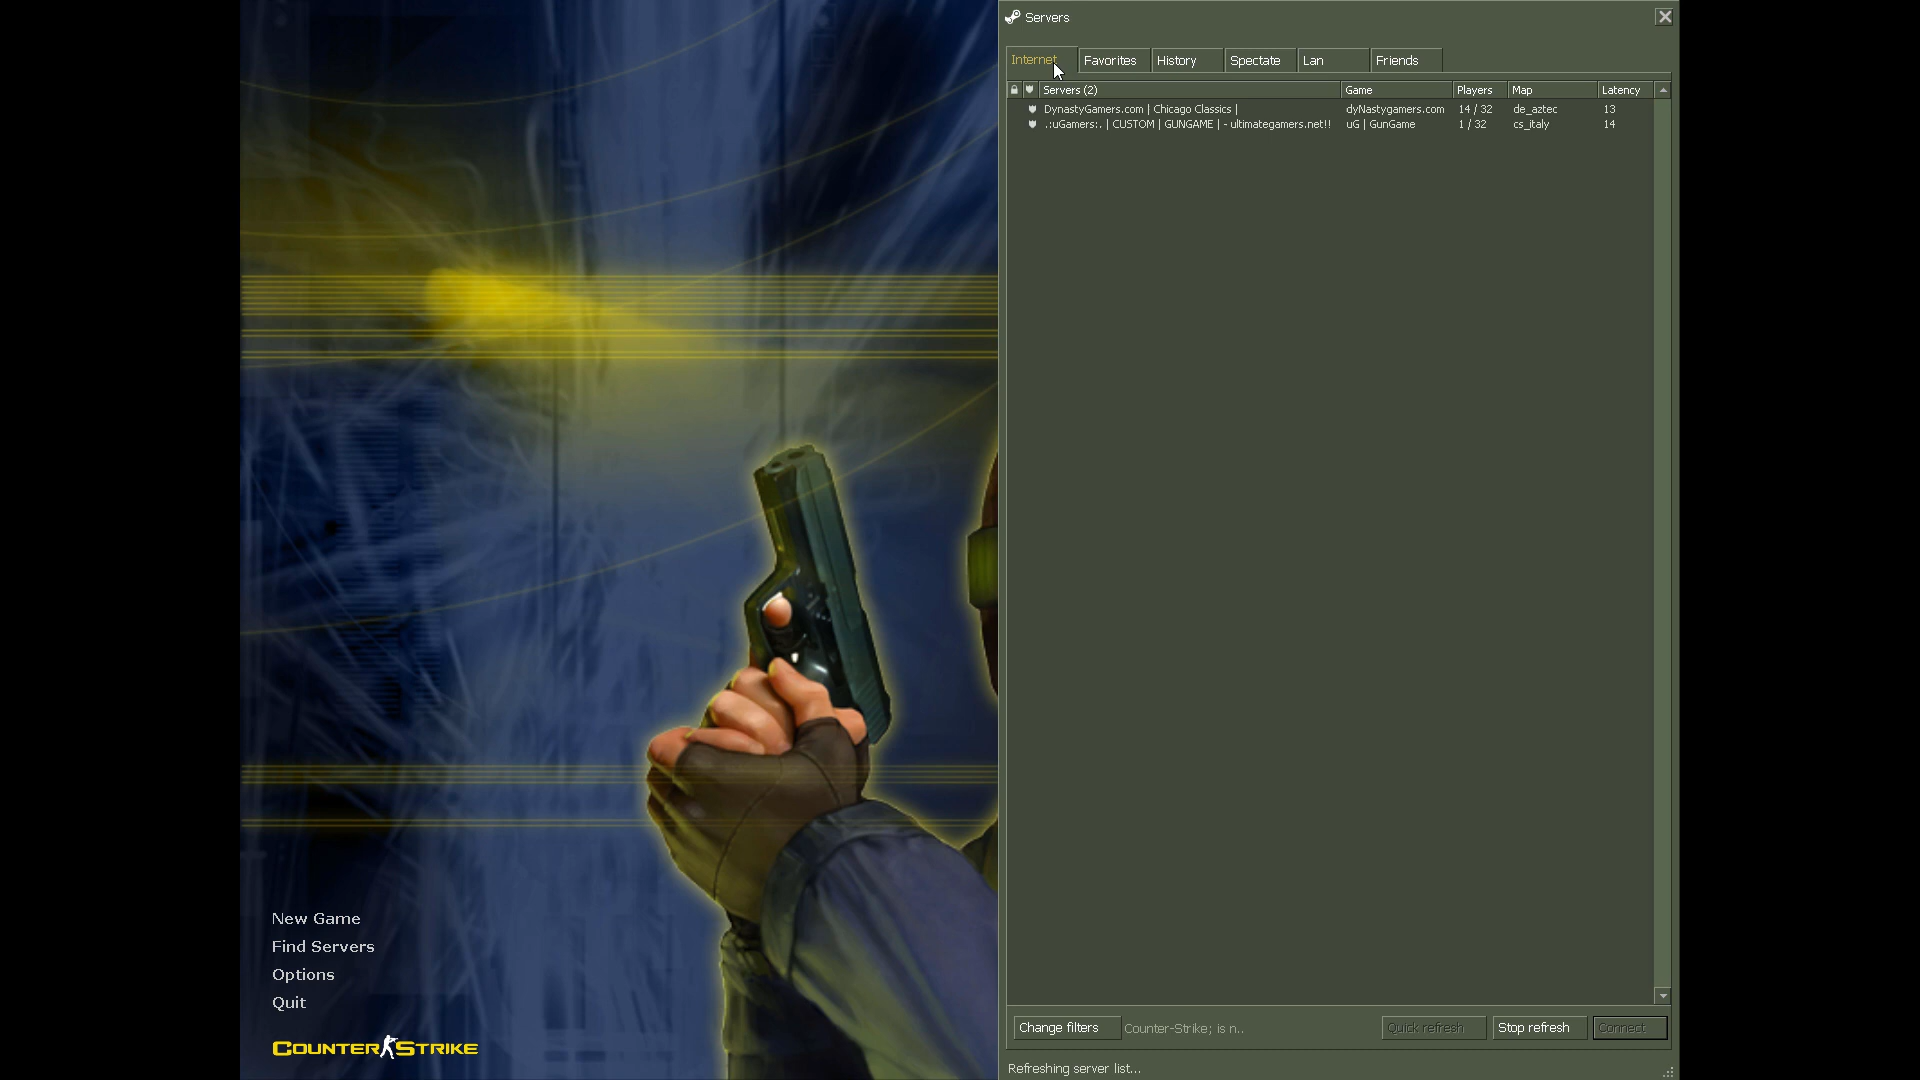 Servers
Internet Favorites History Spectate Lan Friends
Servers (2) Game Players Map Latency
DynastyGamers.com | Chicago Classics | dyNastygamers.com 14 / 32 de_aztec 13
.:uGamers:. | CUSTOM | GUNGAME | - ultimategamers.net!! uG | GunGame 1 / 32 cs_italy 14
New Game
Find Servers
Options
Quit
COUNTER STRIKE
Change filters Counter-Strike; is n.. Quick refresh Stop refresh Connect
Refreshing server list...